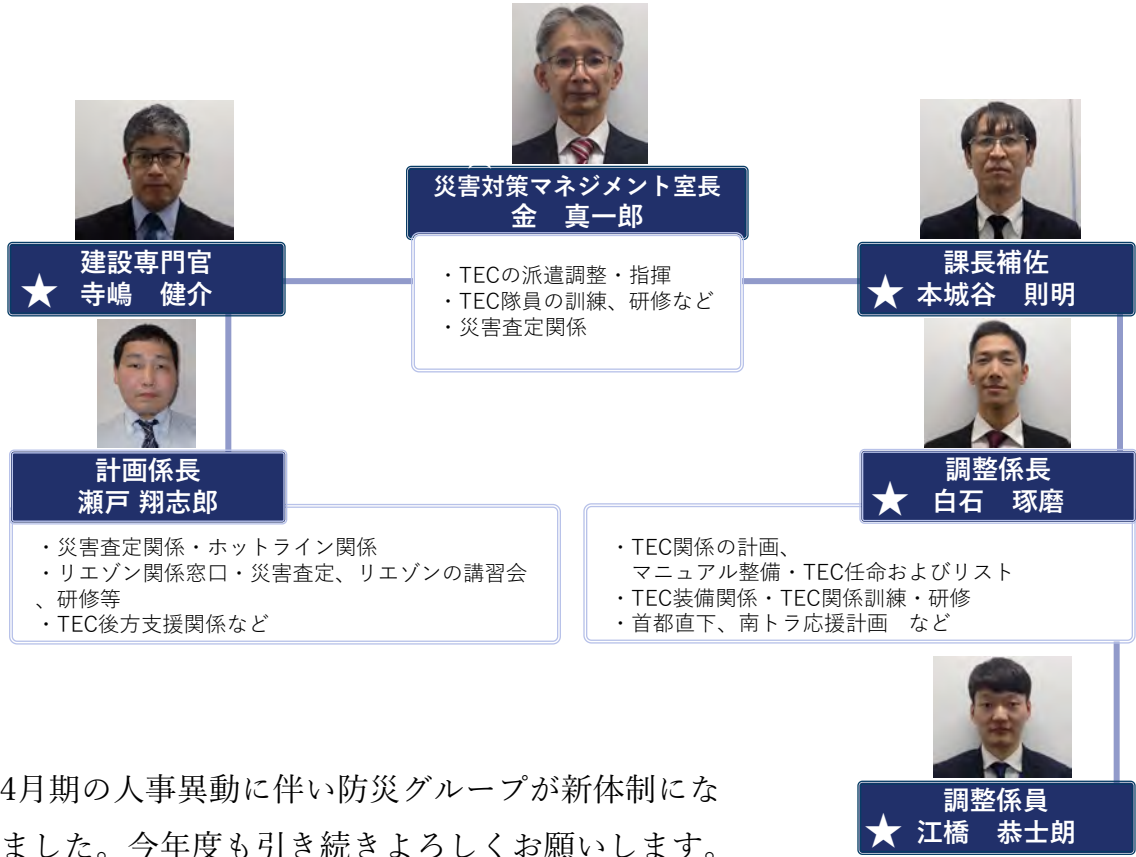 災害対策マネジメント室長
金　真一郎
・TECの派遣調整・指揮
・TEC隊員の訓練、研修など
・災害査定関係
建設専門官
★ 寺嶋　健介
計画係長
瀬戸 翔志郎
・災害査定関係・ホットライン関係
・リエゾン関係窓口・災害査定、リエゾンの講習会
、研修等
・TEC後方支援関係など
課長補佐
★ 本城谷　則明
調整係長
★ 白石　琢磨
・TEC関係の計画、
マニュアル整備・TEC任命およびリスト
・TEC装備関係・TEC関係訓練・研修
・首都直下、南トラ応援計画　など
調整係員
★ 江橋　恭士朗
4月期の人事異動に伴い防災グループが新体制にな
ました。今年度も引き続きよろしくお願いします。